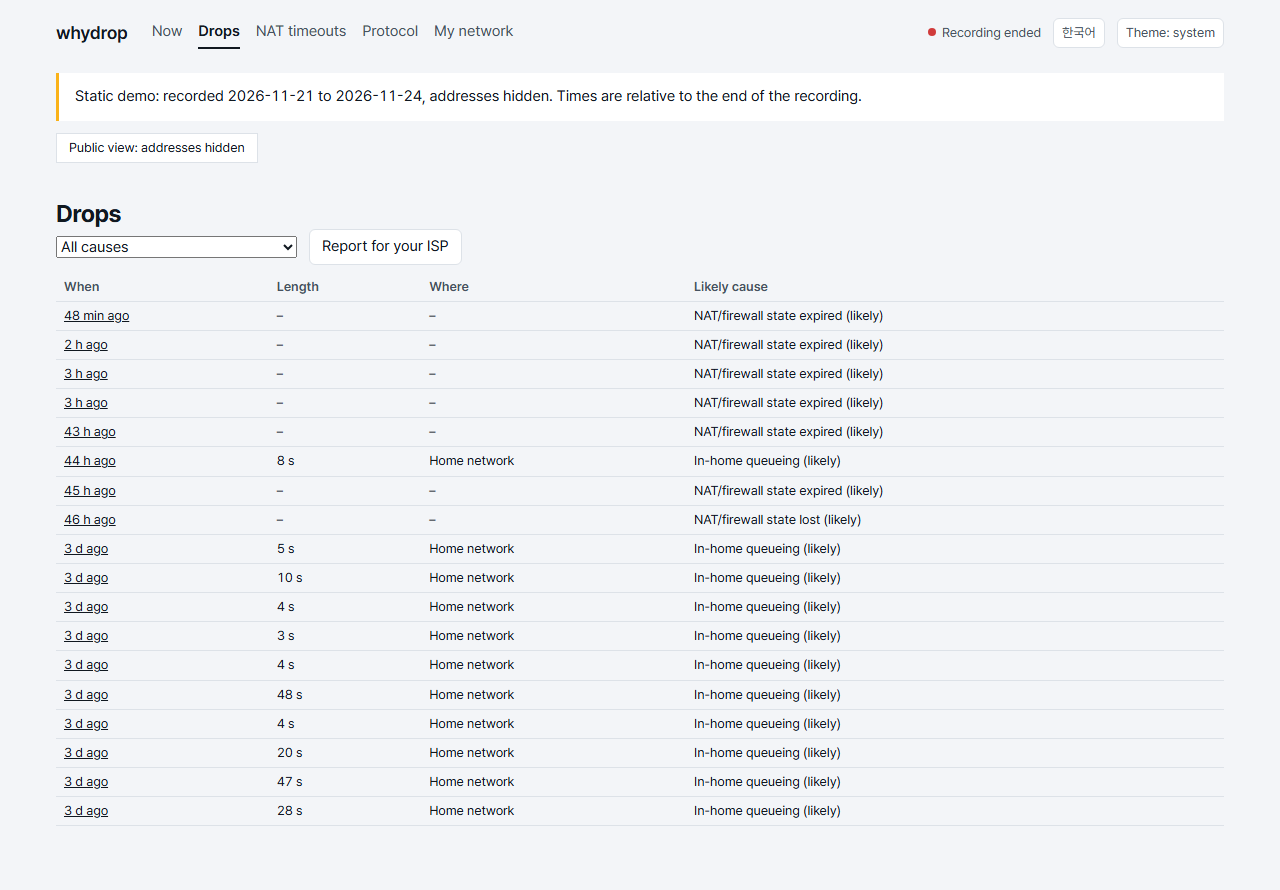 whydrop Now Drops NAT timeouts Protocol My network Recording ended 한국어 Theme: system
Static demo: recorded 2026-11-21 to 2026-11-24, addresses hidden. Times are relative to the end of the recording.
Public view: addresses hidden
Drops
All causes Report for your ISP
When Length Where Likely cause
48 min ago – – NAT/firewall state expired (likely)
2 h ago – – NAT/firewall state expired (likely)
3 h ago – – NAT/firewall state expired (likely)
3 h ago – – NAT/firewall state expired (likely)
43 h ago – – NAT/firewall state expired (likely)
44 h ago 8 s Home network In-home queueing (likely)
45 h ago – – NAT/firewall state expired (likely)
46 h ago – – NAT/firewall state lost (likely)
3 d ago 5 s Home network In-home queueing (likely)
3 d ago 10 s Home network In-home queueing (likely)
3 d ago 4 s Home network In-home queueing (likely)
3 d ago 3 s Home network In-home queueing (likely)
3 d ago 4 s Home network In-home queueing (likely)
3 d ago 48 s Home network In-home queueing (likely)
3 d ago 4 s Home network In-home queueing (likely)
3 d ago 20 s Home network In-home queueing (likely)
3 d ago 47 s Home network In-home queueing (likely)
3 d ago 28 s Home network In-home queueing (likely)